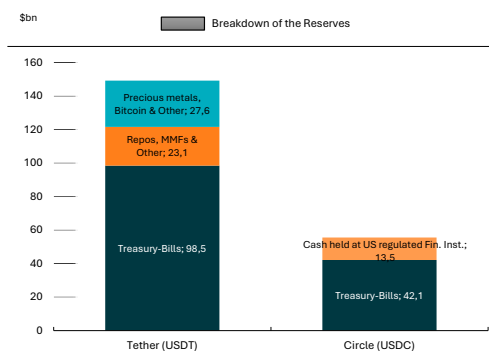 $bn
Breakdown of the Reserves
160
140
120
100
80
60
40
20
0
Precious metals,
Bitcoin & Other; 27,6
Repos, MMFs &
Other; 23,1
Treasury-Bills; 98,5
Cash held at US regulated Fin. Inst.;
13,5
Treasury-Bills; 42,1
Tether (USDT)
Circle (USDC)